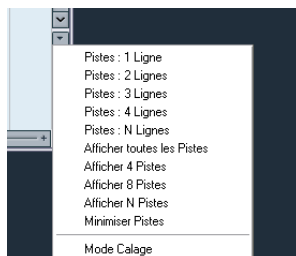 Pistes : 1 Ligne
Pistes : 2 Lignes
Pistes : 3 Lignes
Pistes : 4 Lignes
Pistes : N Lignes
Afficher toutes les Pistes
Afficher 4 Pistes
Afficher 8 Pistes
Afficher N Pistes
Minimiser Pistes
Mode Calage